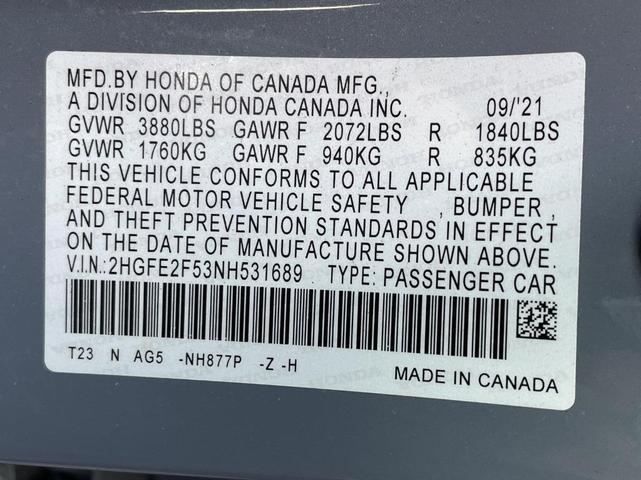 MFD.BY HONDA OF CANADA MFG.,
A DIVISION OF HONDA CANADA INC. 09/'21
GVWR 3880LBS GAWR F 2072LBS R 1840LBS
GVWR 1760KG GAWR F 940KG R 835KG
THIS VEHICLE CONFORMS TO ALL APPLICABLE
FEDERAL MOTOR VEHICLE SAFETY , BUMPER ,
AND THEFT PREVENTION STANDARDS IN EFFECT
ON THE DATE OF MANUFACTURE SHOWN ABOVE.
V.I.N.:2HGFE2F53NH531689 TYPE: PASSENGER CAR
T23 N AG5 -NH877P -Z -H
MADE IN CANADA